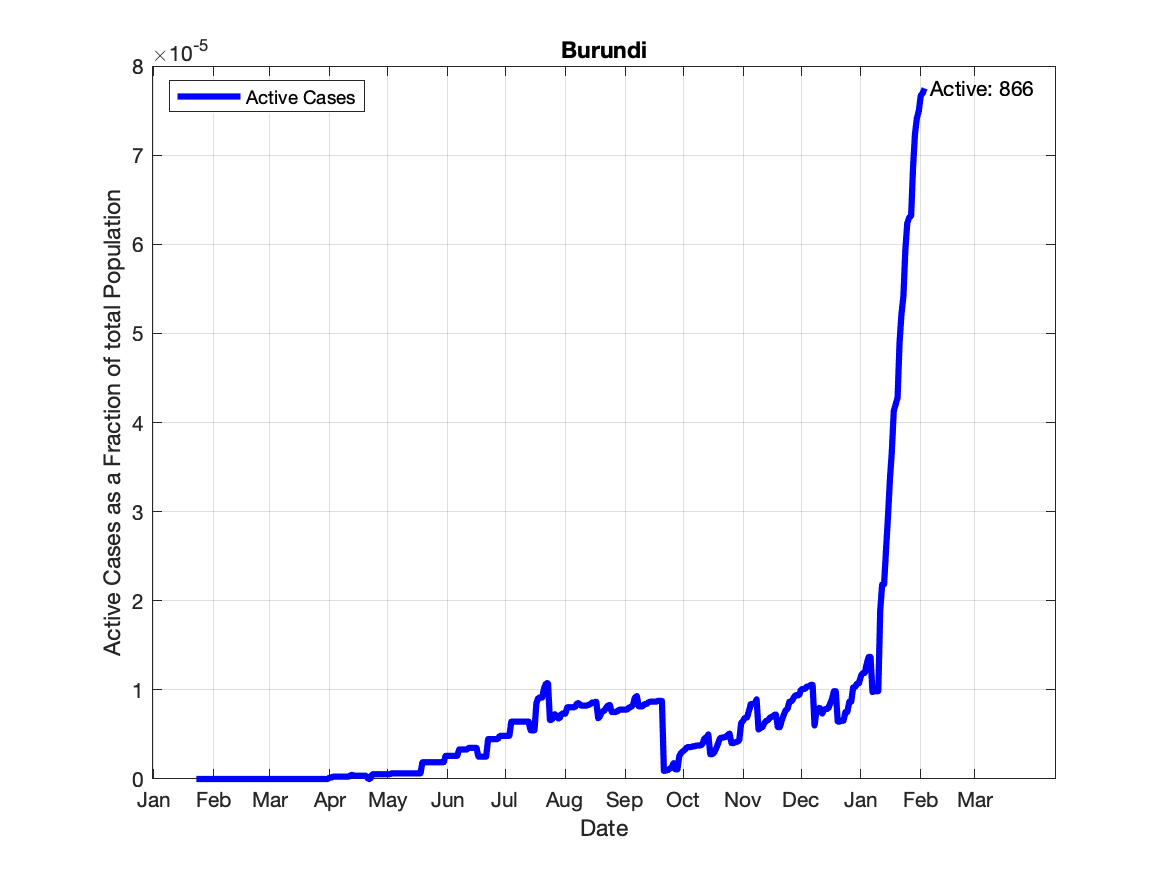 Burundi
×10-5
Active Cases
Active: 866
8
7
6
5
4
3
2
1
0
Active Cases as a Fraction of total Population
Jan Feb Mar Apr May Jun Jul Aug Sep Oct Nov Dec Jan Feb Mar
Date